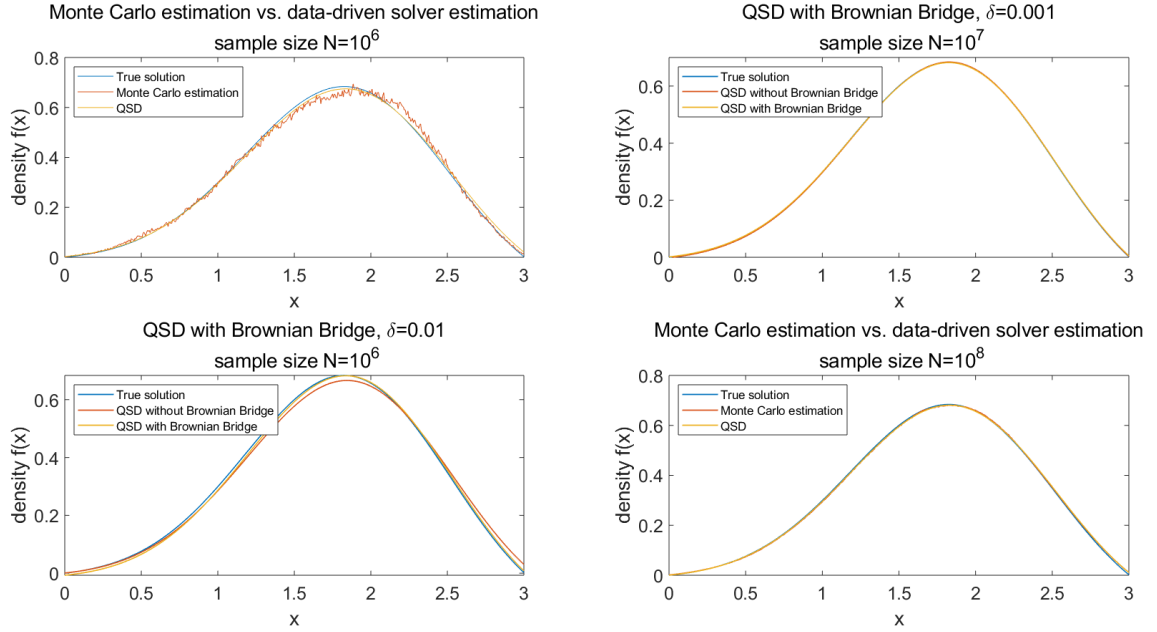 Monte Carlo estimation vs. data-driven solver estimation
sample size N=10^6
0.8
0.6
0.4
0.2
0
density f(x)
True solution
Monte Carlo estimation
QSD
0 0.5 1 1.5 2 2.5 3
x
QSD with Brownian Bridge, δ=0.001
sample size N=10^7
0.6
0.4
0.2
0
density f(x)
True solution
QSD without Brownian Bridge
QSD with Brownian Bridge
0 0.5 1 1.5 2 2.5 3
x
QSD with Brownian Bridge, δ=0.01
sample size N=10^6
0.6
0.4
0.2
0
density f(x)
True solution
QSD without Brownian Bridge
QSD with Brownian Bridge
0 0.5 1 1.5 2 2.5 3
x
Monte Carlo estimation vs. data-driven solver estimation
sample size N=10^8
0.8
0.6
0.4
0.2
0
density f(x)
True solution
Monte Carlo estimation
QSD
0 0.5 1 1.5 2 2.5 3
x